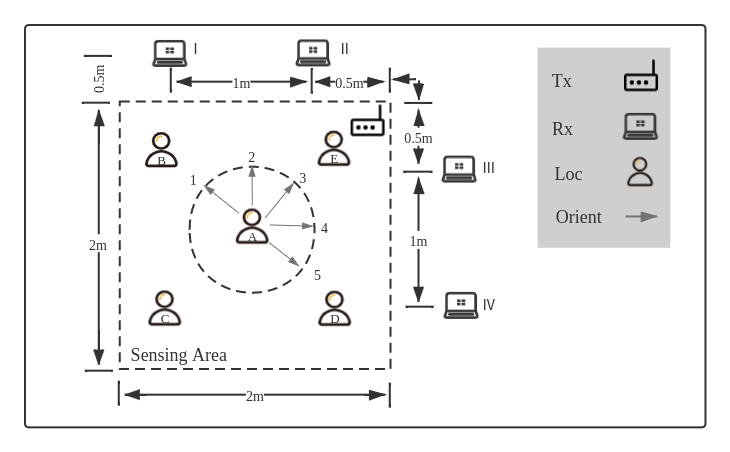 I
II
0.5m
1m
0.5m
Tx
Rx
Loc
Orient
B
E
0.5m
III
2
1
3
A
4
5
2m
1m
C
D
IV
Sensing Area
2m